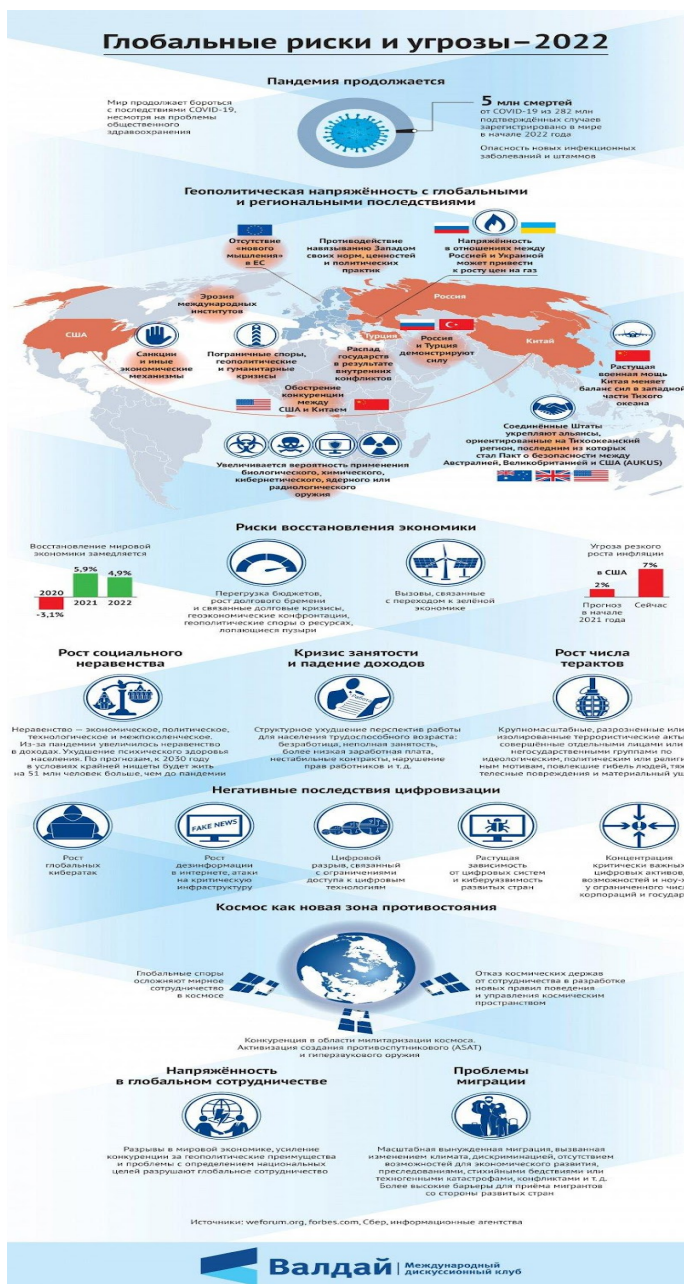 Глобальные риски и угрозы–2022
Пандемия продолжается
Мир продолжает бороться
с последствиями COVID-19,
несмотря на проблемы
общественного
здравоохранения
5 млн смертей
от COVID-19 из 282 млн
подтверждённых случаев
зарегистрировано в мире
в начале 2022 года
Опасность новых инфекционных
заболеваний и штаммов
Геополитическая напряжённость с глобальными
и региональными последствиями
Отсутствие
«нового
мышления»
в ЕС
Противодействие
навязыванию Западом
своих норм, ценностей
и политических
практик
Напряжённость
в отношениях между
Россией и Украиной
может привести
к росту цен на газ
Эрозия
международных
институтов
Россия
США
Турция
Китай
Санкции
и иные
экономические
механизмы
Пограничные споры,
геополитические
и гуманитарные
кризисы
Распад
государств
в результате
внутренних
конфликтов
Россия
и Турция
демонстрируют
силу
Растущая
военная мощь
Китая меняет
баланс сил в западной
части Тихого
океана
Обострение
конкуренции
между
США и Китаем
Соединённые Штаты
укрепляют альянсы,
ориентированные на Тихоокеанский
регион, последним из которых
стал Пакт о безопасности между
Австралией, Великобританией и США (AUKUS)
Увеличивается вероятность применения
биологического, химического,
кибернетического, ядерного или
радиологического
оружия
Риски восстановления экономики
Восстановление мировой
экономики замедляется
5,9%
4,9%
2020
2021
2022
-3,1%
Перегрузка бюджетов,
рост долгового бремени
и связанные долговые кризисы,
геоэкономические конфронтации,
геополитические споры о ресурсах,
лопающиеся пузыри
Вызовы, связанные
с переходом к зелёной
экономике
Угроза резкого
роста инфляции
в США
7%
2%
Прогноз
в начале
2021 года
Сейчас
Рост социального
неравенства
Неравенство — экономическое, политическое,
технологическое и межпоколенческое.
Из-за пандемии увеличилось неравенство
в доходах. Ухудшение психического здоровья
населения. По прогнозам, к 2030 году
в условиях крайней нищеты будет жить
на 51 млн человек больше, чем до пандемии
Кризис занятости
и падение доходов
Структурное ухудшение перспектив работы
для населения трудоспособного возраста:
безработица, неполная занятость,
более низкая заработная плата,
нестабильные контракты, нарушение
прав работников и т. д.
Рост числа
терактов
Крупномасштабные, разрозненные или
изолированные террористические акты,
совершённые отдельными лицами или
негосударственными группами по
идеологическим, политическим или религи
ным мотивам, повлекшие гибель людей, тяж
телесные повреждения и материальный ущ
Негативные последствия цифровизации
FAKE NEWS
Рост
глобальных
кибератак
Рост
дезинформации
в интернете, атаки
на критическую
инфраструктуру
Цифровой
разрыв, связанный
с ограничениями
доступа к цифровым
технологиям
Растущая
зависимость
от цифровых систем
и киберуязвимость
развитых стран
Концентрация
критически важных
цифровых активов,
возможностей и ноу-х
у ограниченного числ
корпораций и государ
Космос как новая зона противостояния
Глобальные споры
осложняют мирное
сотрудничество
в космосе
Отказ космических держав
от сотрудничества в разработке
новых правил поведения
и управления космическим
пространством
Конкуренция в области милитаризации космоса.
Активизация создания противоспутникового (ASAT)
и гиперзвукового оружия
Напряжённость
в глобальном сотрудничестве
Разрывы в мировой экономике, усиление
конкуренции за геополитические преимущества
и проблемы с определением национальных
целей разрушают глобальное сотрудничество
Проблемы
миграции
Масштабная вынужденная миграция, вызванная
изменением климата, дискриминацией, отсутствием
возможностей для экономического развития,
преследованиями, стихийными бедствиями или
техногенными катастрофами, конфликтами и т. д.
Более высокие барьеры для приёма мигрантов
со стороны развитых стран
Источники: weforum.org, forbes.com, Сбер, информационные агентства
Валдай
Международный
дискуссионный клуб